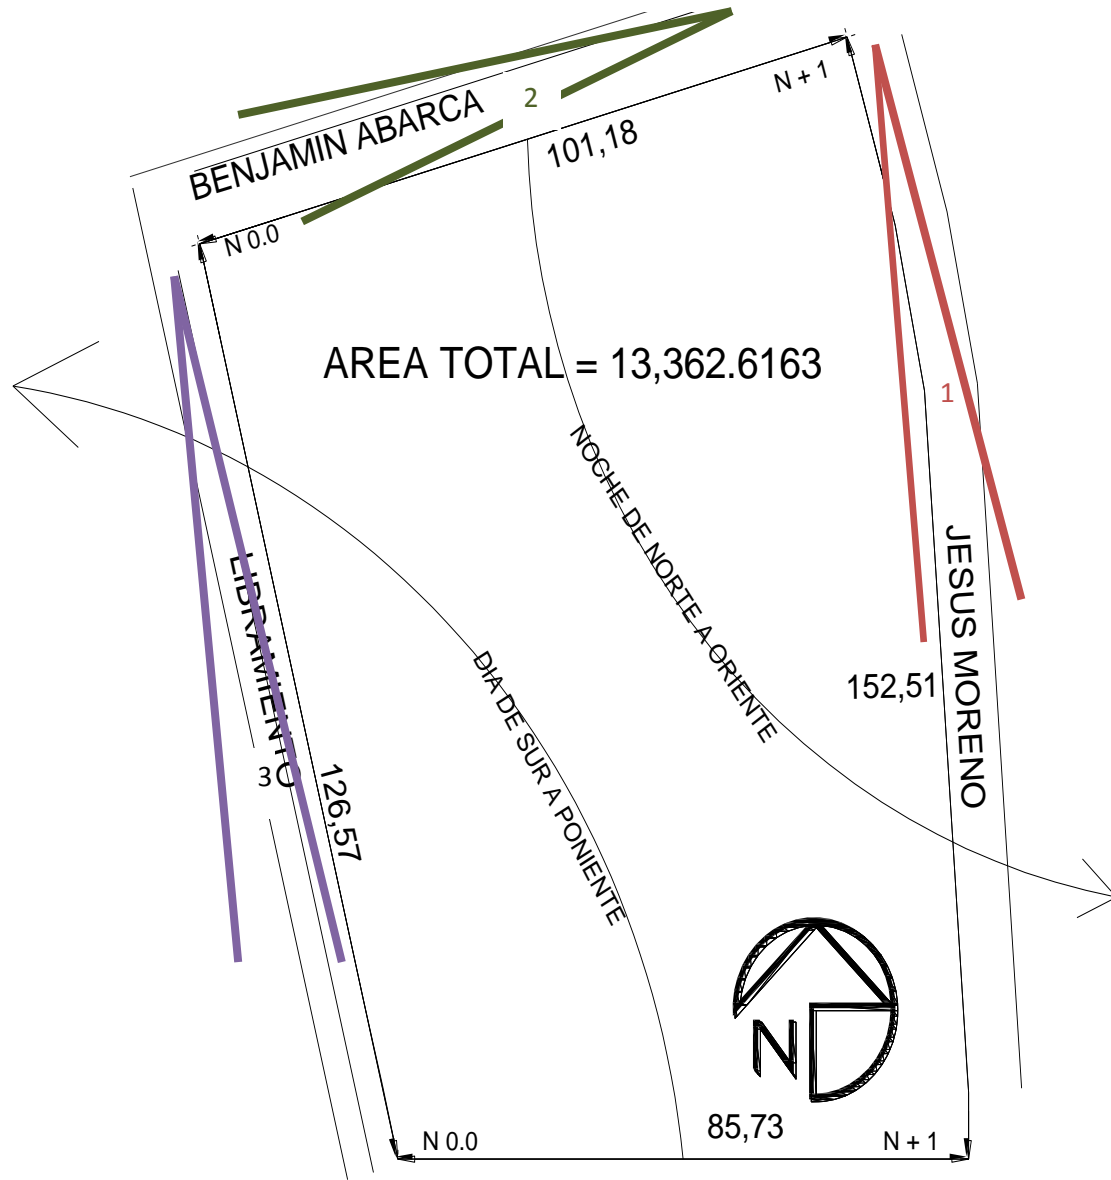 BENJAMIN ABARCA
2
N + 1
101,18
N 0.0
AREA TOTAL = 13,362.6163
1
NOCHE DE NORTE A ORIENTE
JESUS MORENO
152,51
LIBRAMIENTO
3
126,57
DIA DE SUR A PONIENTE
N
85,73
N 0.0
N + 1